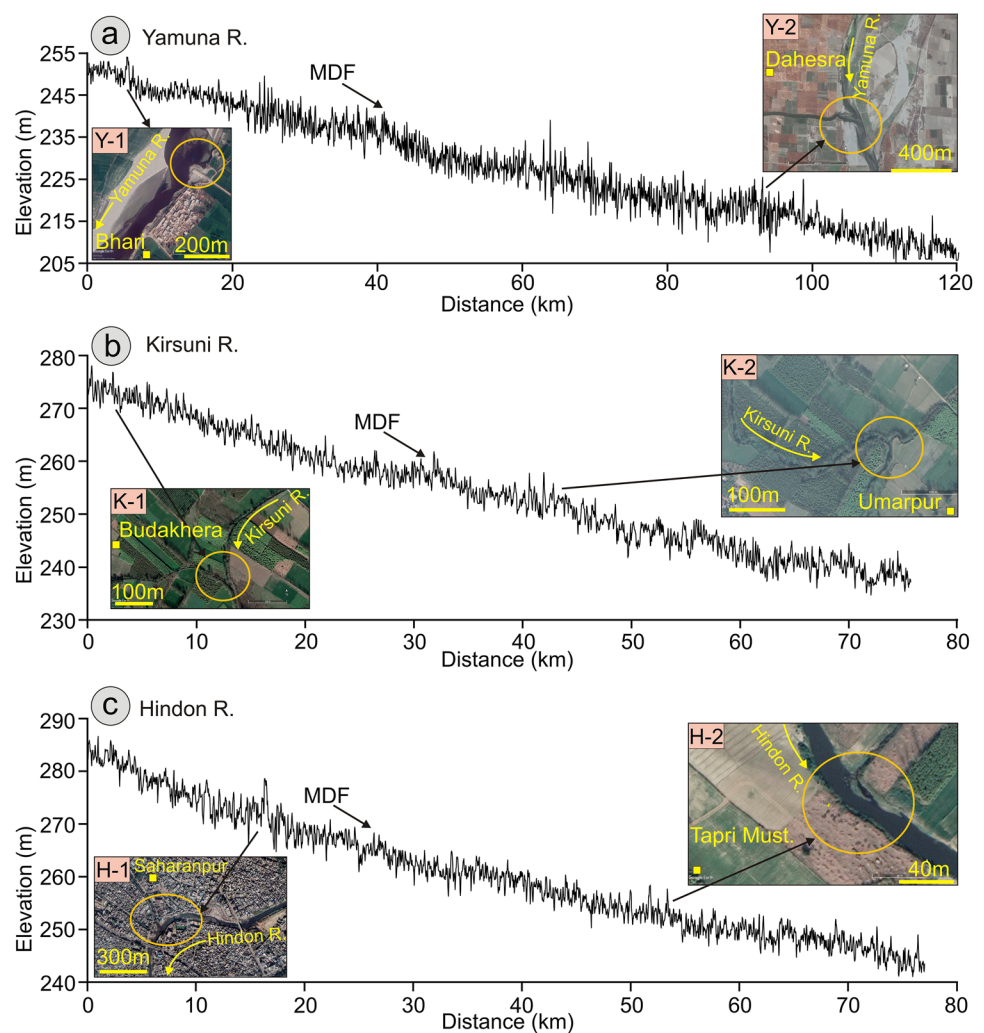 a Yamuna R.
255
245
235
225
215
205
Elevation (m)
MDF
Y-1
Yamuna R.
Bhari
200m
Y-2
Dahesra
Yamuna R.
400m
0 20 40 60 80 100 120
Distance (km)
b Kirsuni R.
280
270
260
250
240
230
Elevation (m)
MDF
K-1
Budakhera
Kirsuni R.
100m
K-2
Kirsuni R.
100m
Umarpur
0 10 20 30 40 50 60 70 80
Distance (km)
c Hindon R.
290
280
270
260
250
240
Elevation (m)
MDF
H-1
Saharanpur
Hindon R.
300m
H-2
Hindon R.
Tapri Must.
Google Earth
40m
0 10 20 30 40 50 60 70 80
Distance (km)